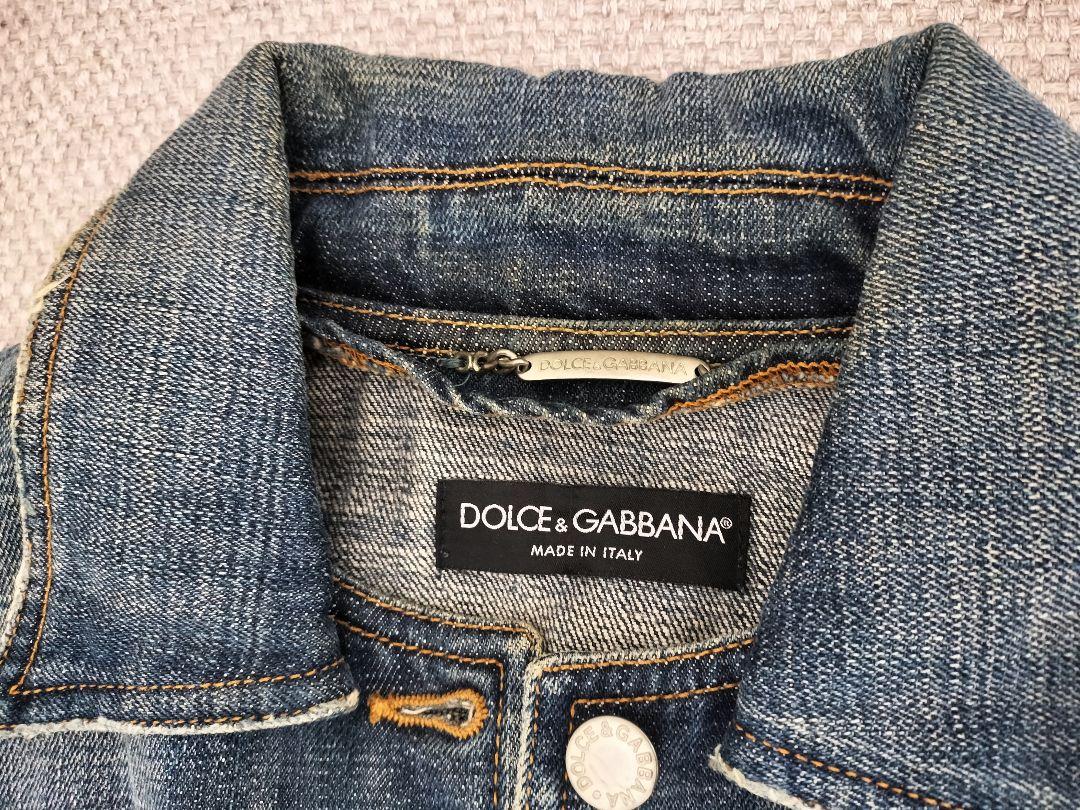 DOLCE&GABBANA
DOLCE & GABBANA®
MADE IN ITALY
DOLCE & GABBANA